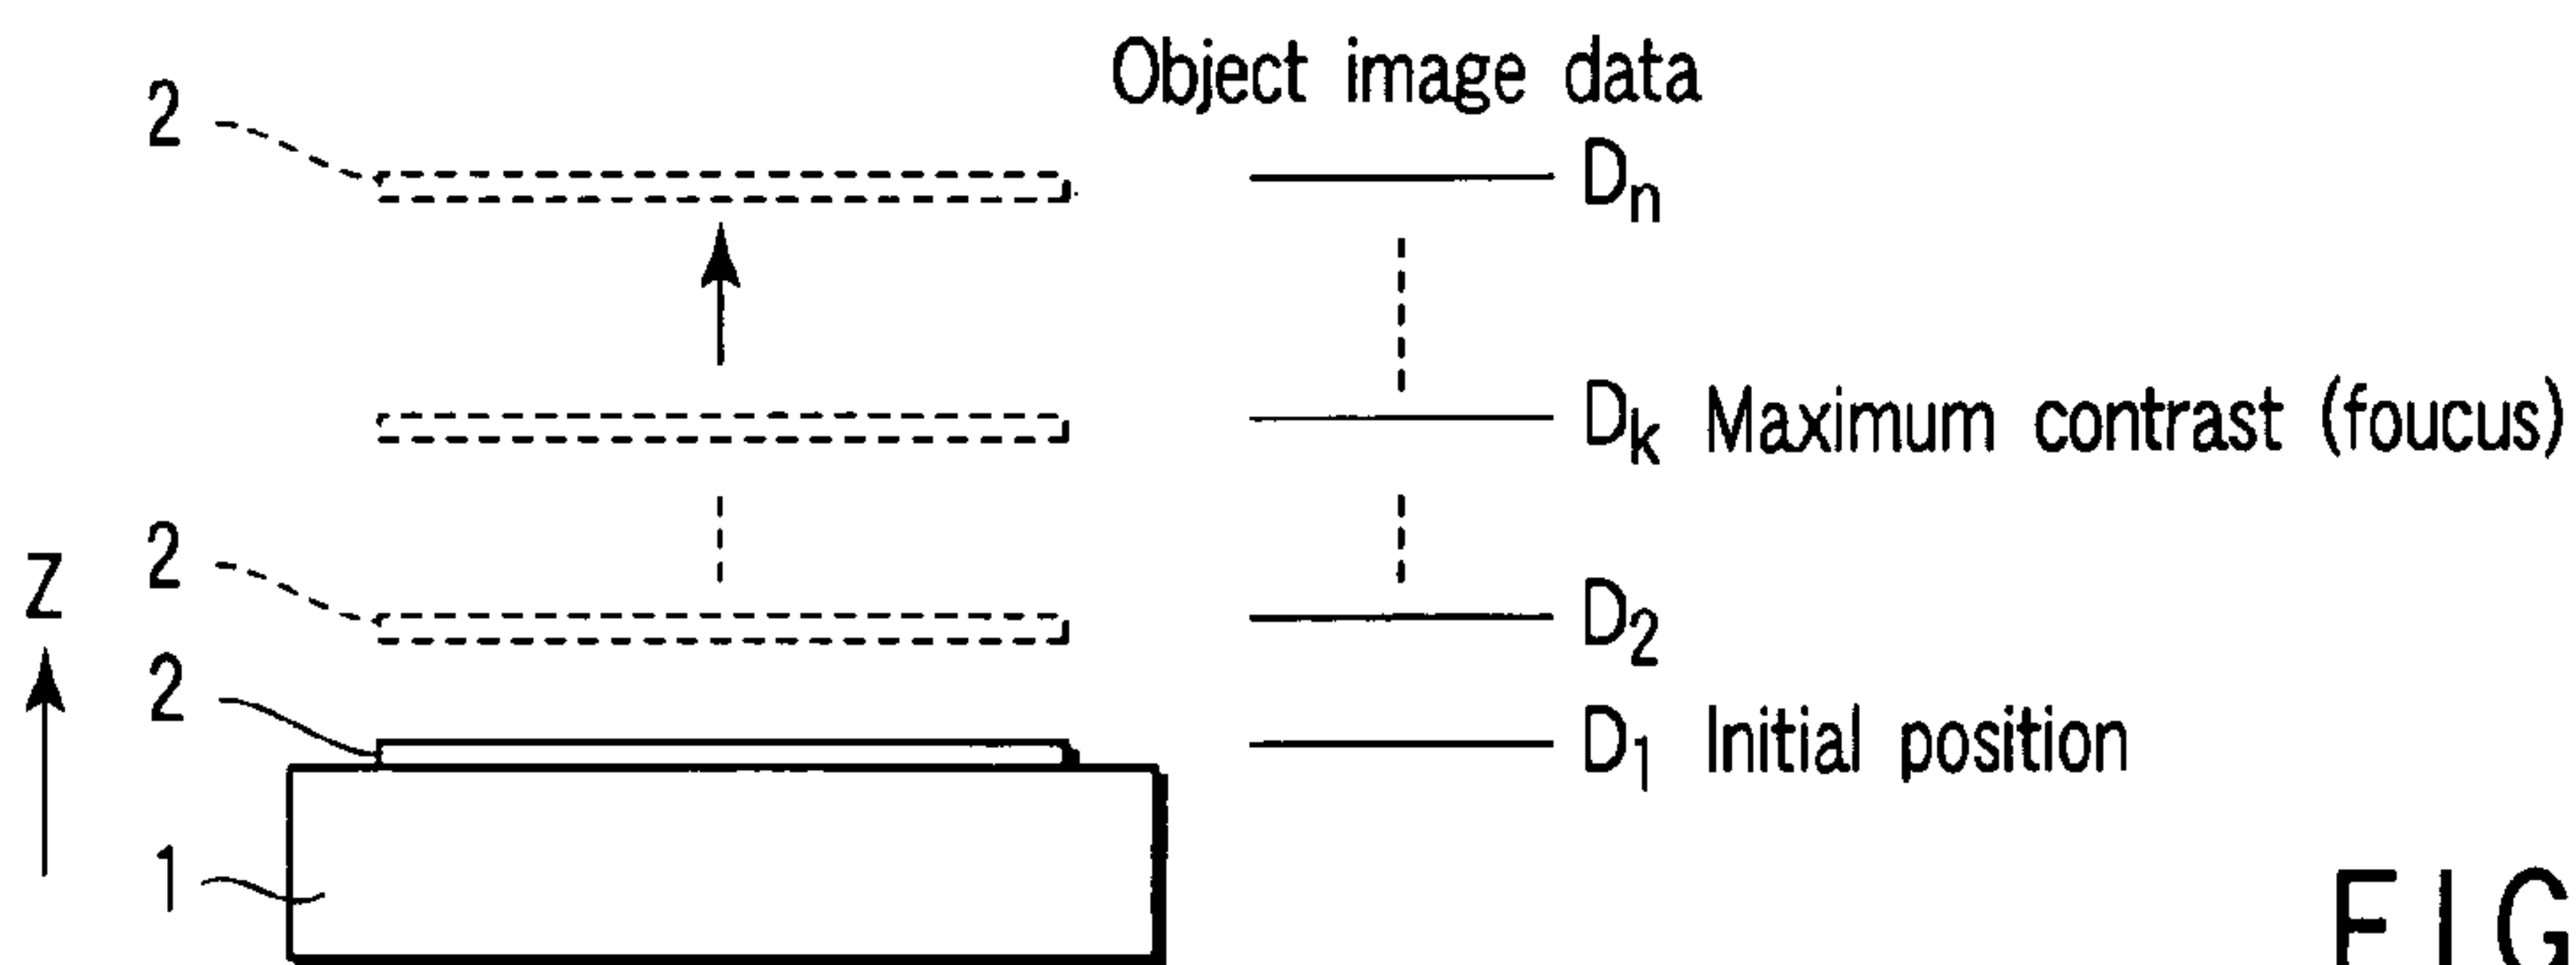 Object image data
2
Dn
Dk Maximum contrast (foucus)
Z
2
D2
2
D1 Initial position
1
FIG